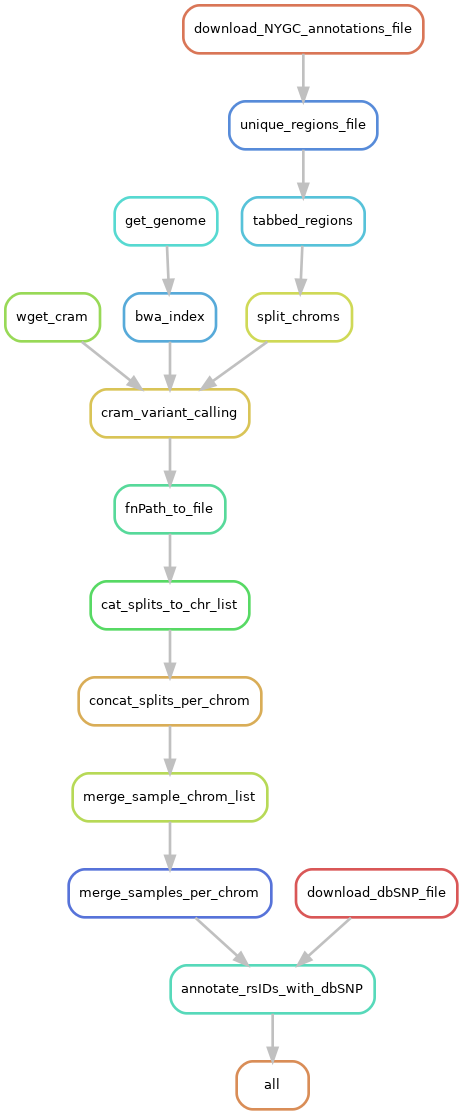 download_NYGC_annotations_file
unique_regions_file
get_genome
tabbed_regions
wget_cram
bwa_index
split_chroms
cram_variant_calling
fnPath_to_file
cat_splits_to_chr_list
concat_splits_per_chrom
merge_sample_chrom_list
merge_samples_per_chrom
download_dbSNP_file
annotate_rsIDs_with_dbSNP
all